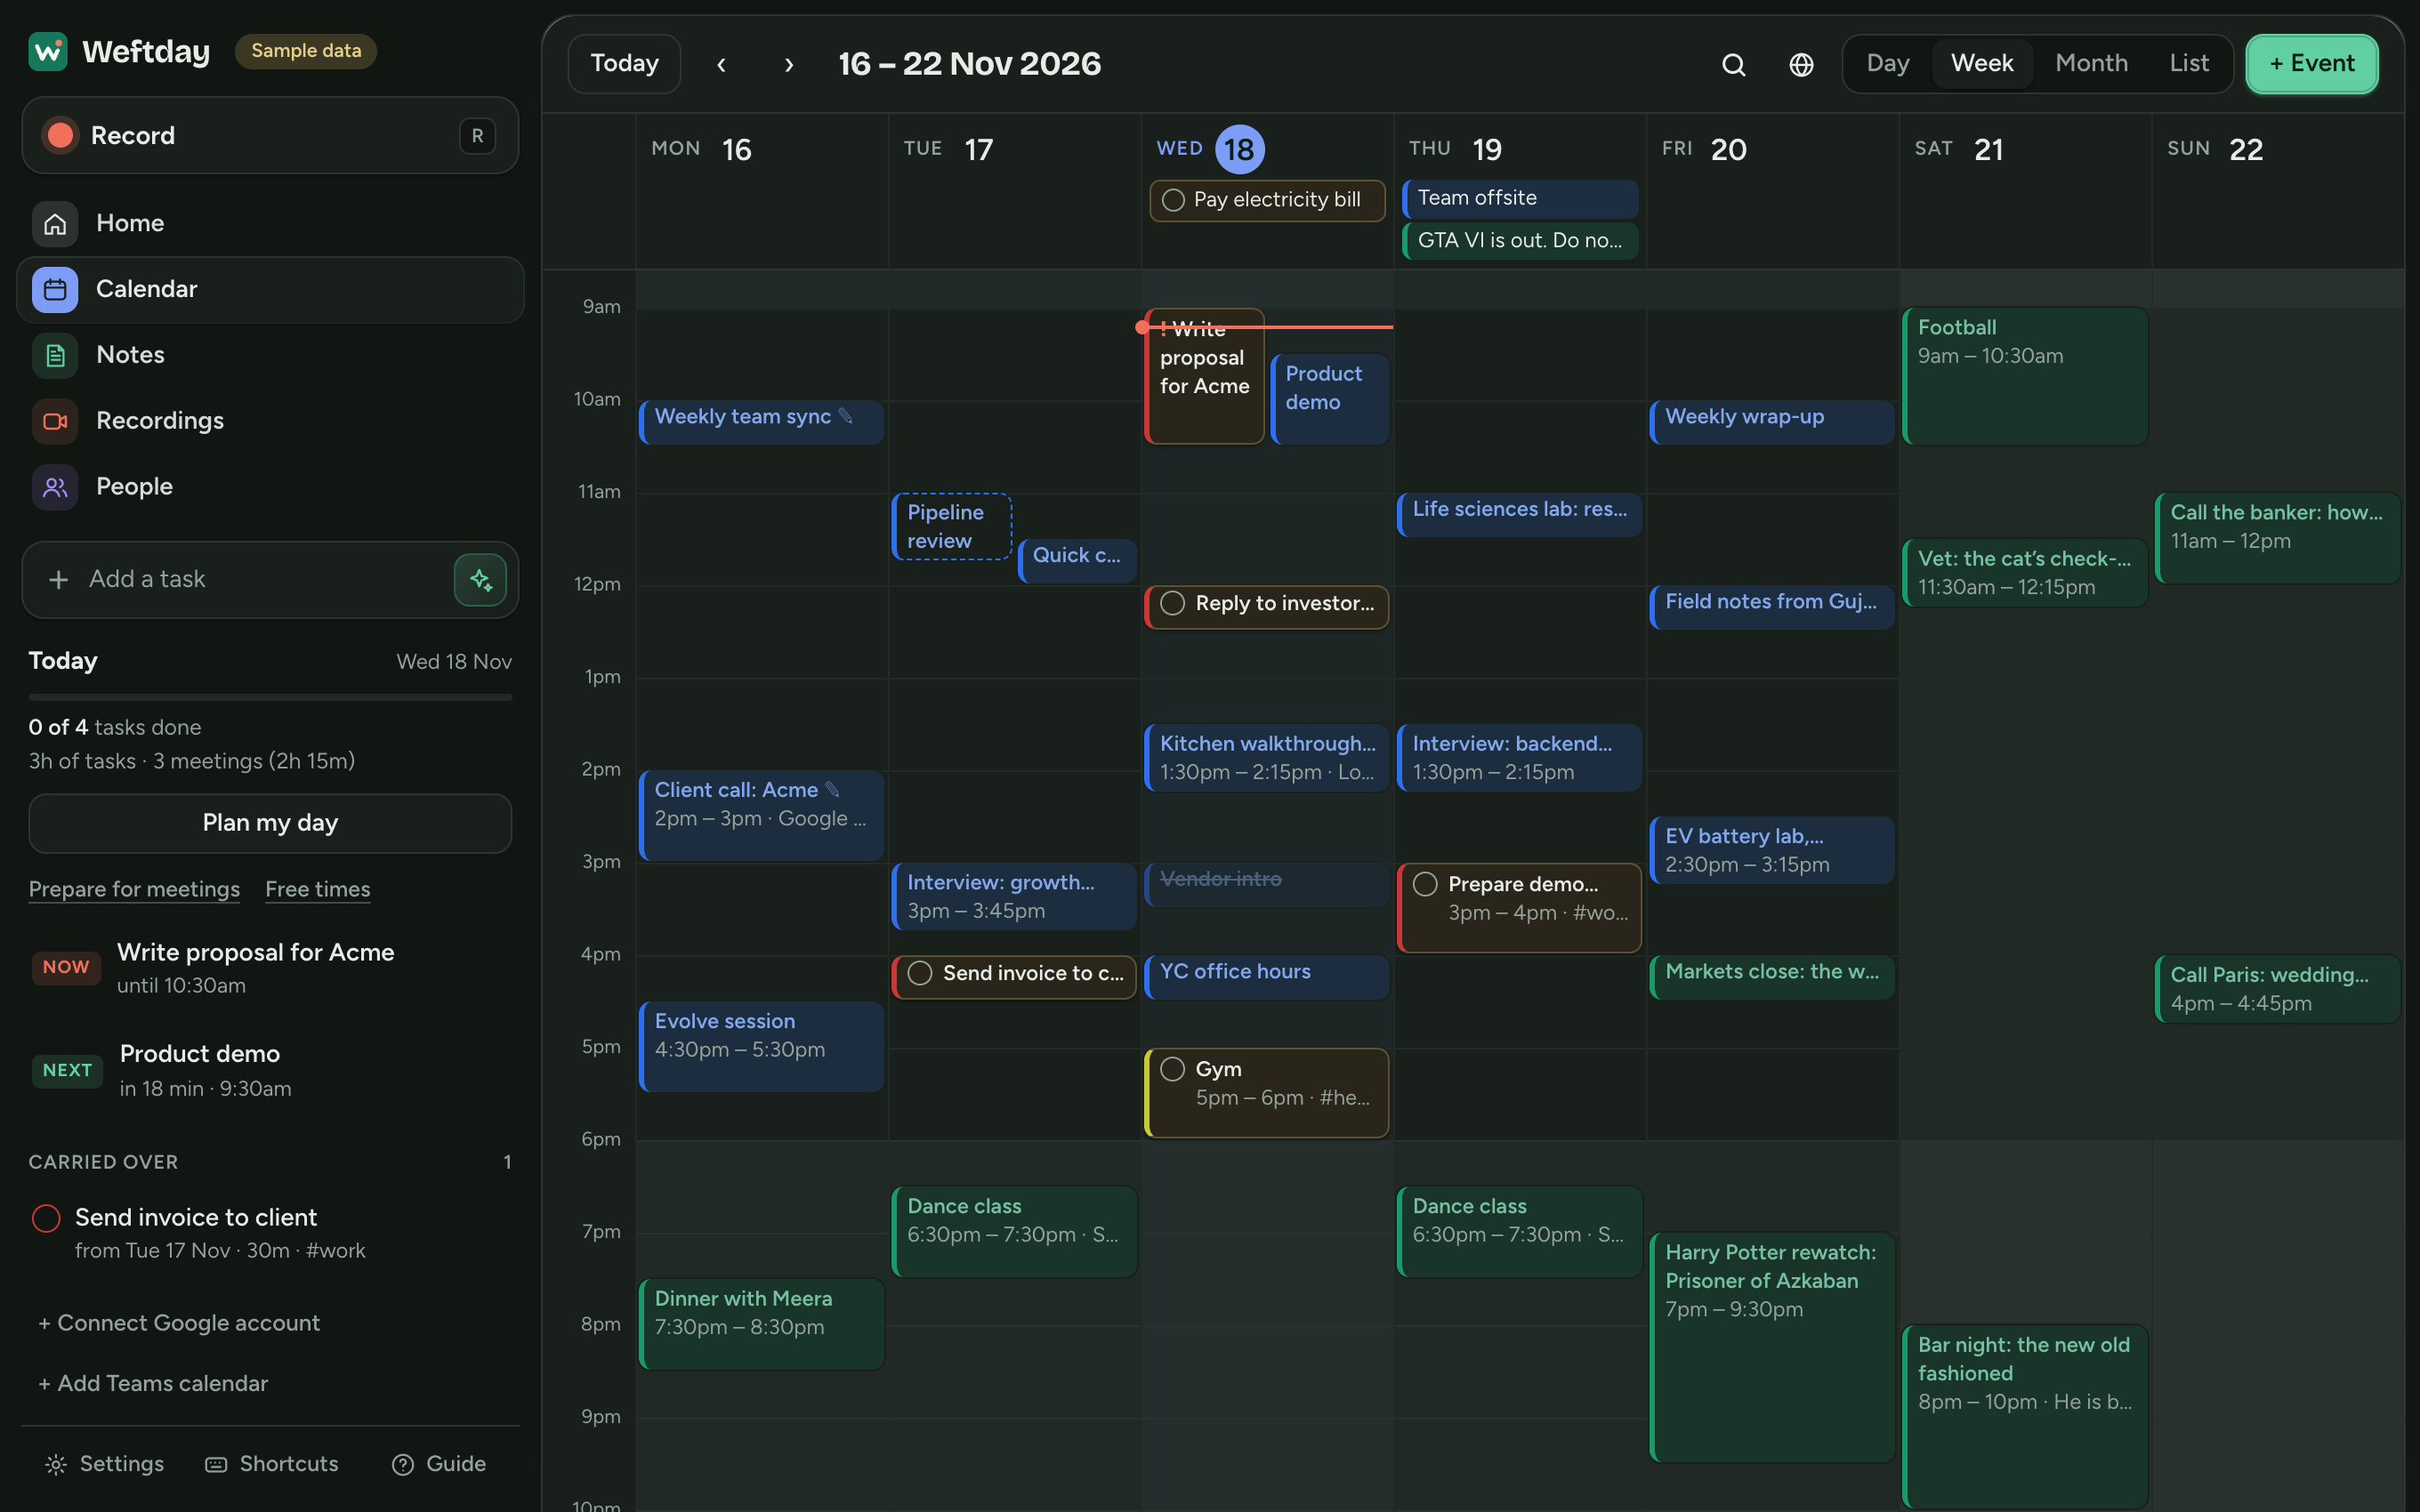 Weftday
Sample data
Record
R
Home
Calendar
Notes
Recordings
People
Add a task
Today
Wed 18 Nov
0 of 4 tasks done
3h of tasks · 3 meetings (2h 15m)
Plan my day
Prepare for meetings
Free times
NOW
Write proposal for Acme
until 10:30am
NEXT
Product demo
in 18 min · 9:30am
CARRIED OVER
1
Send invoice to client
from Tue 17 Nov · 30m · #work
+ Connect Google account
+ Add Teams calendar
Settings
Shortcuts
Guide
Today
16 – 22 Nov 2026
Day
Week
Month
List
+ Event
MON 16
TUE 17
WED 18
THU 19
FRI 20
SAT 21
SUN 22
Pay electricity bill
Team offsite
GTA VI is out. Do no...
9am
10am
11am
12pm
1pm
2pm
3pm
4pm
5pm
6pm
7pm
8pm
9pm
10pm
Weekly team sync
Client call: Acme
2pm – 3pm · Google ...
Evolve session
4:30pm – 5:30pm
Dinner with Meera
7:30pm – 8:30pm
Pipeline
review
Quick c...
Interview: growth...
3pm – 3:45pm
Send invoice to c...
Dance class
6:30pm – 7:30pm · S...
! Write
proposal
for Acme
Product
demo
Reply to investor...
Kitchen walkthrough...
1:30pm – 2:15pm · Lo...
Vendor intro
YC office hours
Gym
5pm – 6pm · #he...
Life sciences lab: res...
Interview: backend...
1:30pm – 2:15pm
Prepare demo...
3pm – 4pm · #wo...
Dance class
6:30pm – 7:30pm · S...
Weekly wrap-up
Field notes from Guj...
EV battery lab,...
2:30pm – 3:15pm
Markets close: the w...
Harry Potter rewatch:
Prisoner of Azkaban
7pm – 9:30pm
Football
9am – 10:30am
Vet: the cat's check-...
11:30am – 12:15pm
Bar night: the new old
fashioned
8pm – 10pm · He is b...
Call the banker: how...
11am – 12pm
Call Paris: wedding...
4pm – 4:45pm